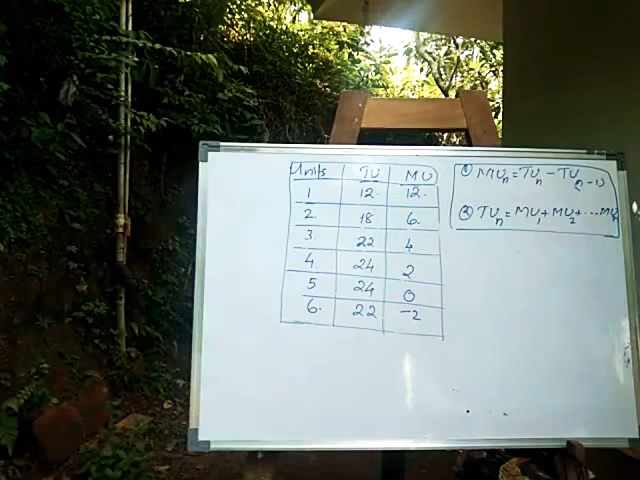 Units TU MU
1 12. 12.
2. 18 6.
3 22 4
4 24 2
5 24 0
6. 22 -2
① MUn = TUn - TU(n-1)
② TUn = MU1 + MU2 + ... MUn